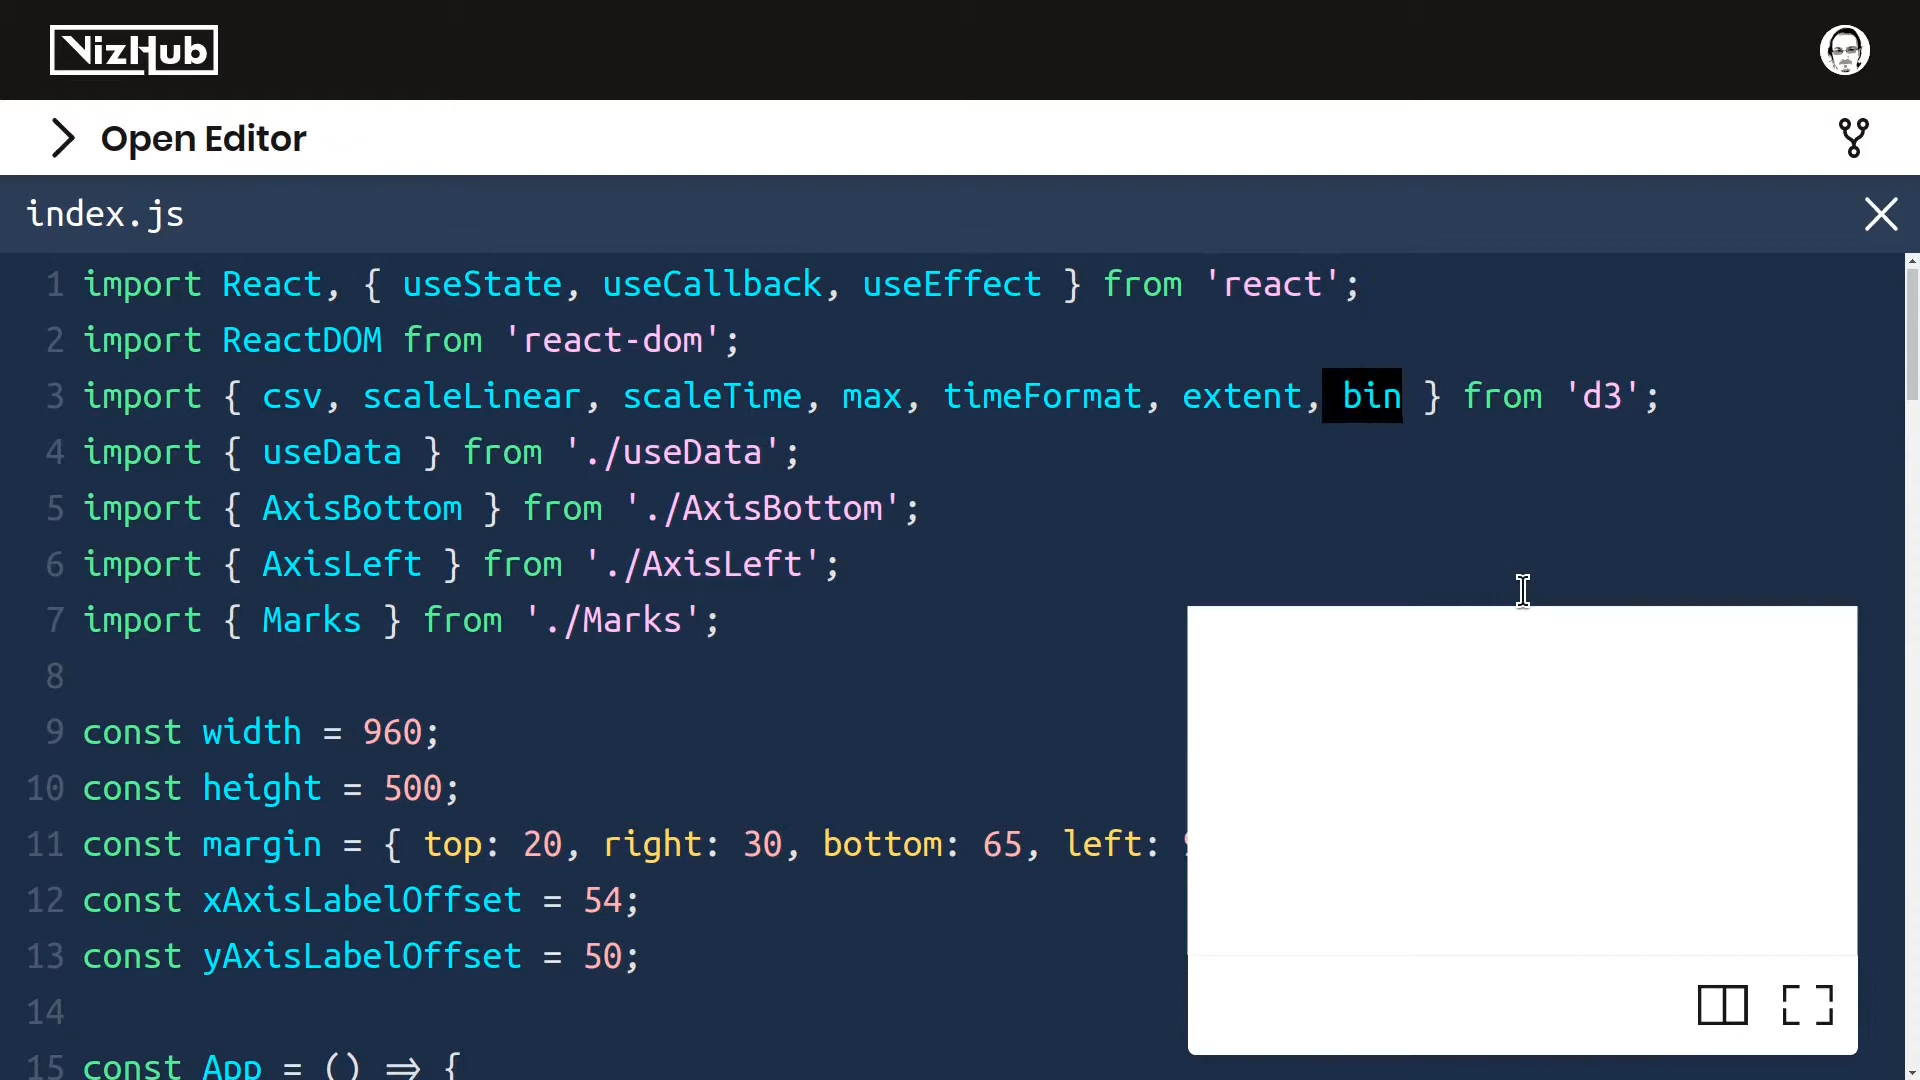 VizHub
Open Editor
index.js
1 import React, { useState, useCallback, useEffect } from 'react';
2 import ReactDOM from 'react-dom';
3 import { csv, scaleLinear, scaleTime, max, timeFormat, extent, bin } from 'd3';
4 import { useData } from './useData';
5 import { AxisBottom } from './AxisBottom';
6 import { AxisLeft } from './AxisLeft';
7 import { Marks } from './Marks';
8
9 const width = 960;
10 const height = 500;
11 const margin = { top: 20, right: 30, bottom: 65, left:
12 const xAxisLabelOffset = 54;
13 const yAxisLabelOffset = 50;
14
15 const App = () => {